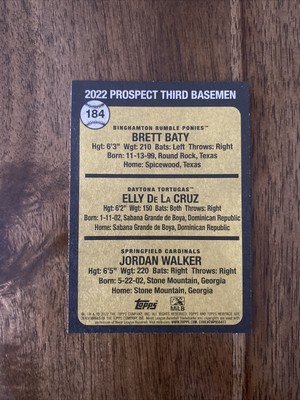 2022 PROSPECT THIRD BASEMEN
184
BINGHAMTON RUMBLE PONIES™
BRETT BATY
Hgt: 6'3" Wgt: 210 Bats: Left Throws: Right
Born: 11-13-99, Round Rock, Texas
Home: Spicewood, Texas
DAYTONA TORTUGAS™
ELLY DE LA CRUZ
Hgt: 6'2" Wgt: 150 Bats: Both Throws: Right
Born: 1-11-02, Sabana Grande de Boya, Dominican Republic
Home: Sabana Grande de Boya, Dominican Republic
SPRINGFIELD CARDINALS
JORDAN WALKER
Hgt: 6'5" Wgt: 220 Bats: Right Throws: Right
Born: 5-22-02, Stone Mountain, Georgia
Home: Stone Mountain, Georgia
Topps
MiLB